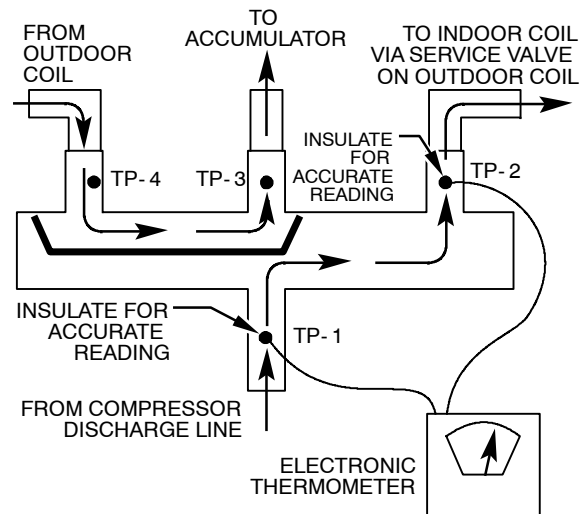 FROM
OUTDOOR
COIL
TO
ACCUMULATOR
TO INDOOR COIL
VIA SERVICE VALVE
ON OUTDOOR COIL
INSULATE
FOR
ACCURATE
READING
TP- 4
TP- 3
TP- 2
INSULATE FOR
ACCURATE
READING
TP- 1
FROM COMPRESSOR
DISCHARGE LINE
ELECTRONIC
THERMOMETER